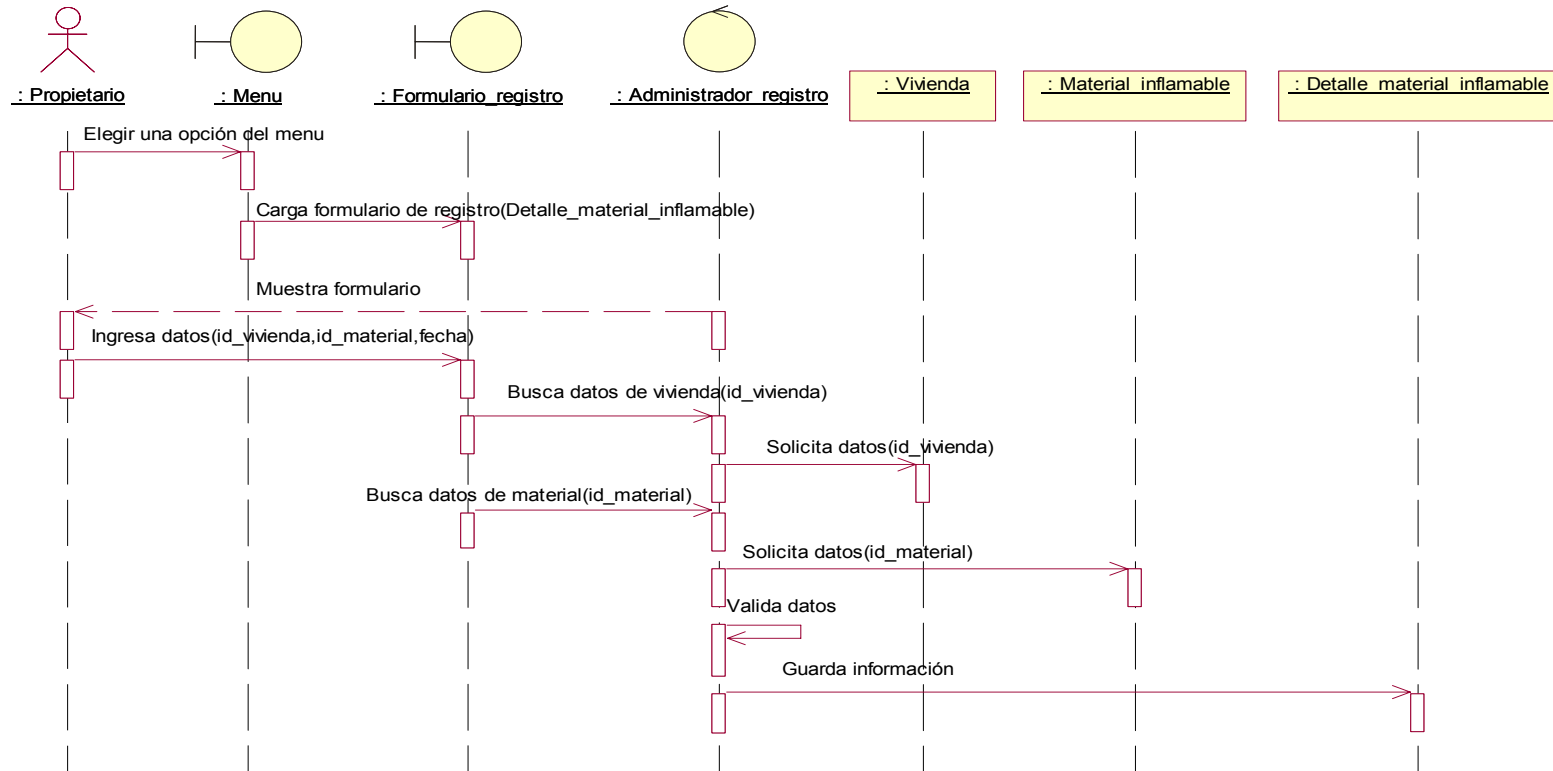 : Propietario
: Menu
: Formulario_registro
: Administrador_registro
: Vivienda
: Material_inflamable
: Detalle_material_inflamable
Elegir una opción del menu
Carga formulario de registro(Detalle_material_inflamable)
Muestra formulario
Ingresa datos(id_vivienda,id_material,fecha)
Busca datos de vivienda(id_vivienda)
Solicita datos(id_vivienda)
Busca datos de material(id_material)
Solicita datos(id_material)
Valida datos
Guarda información